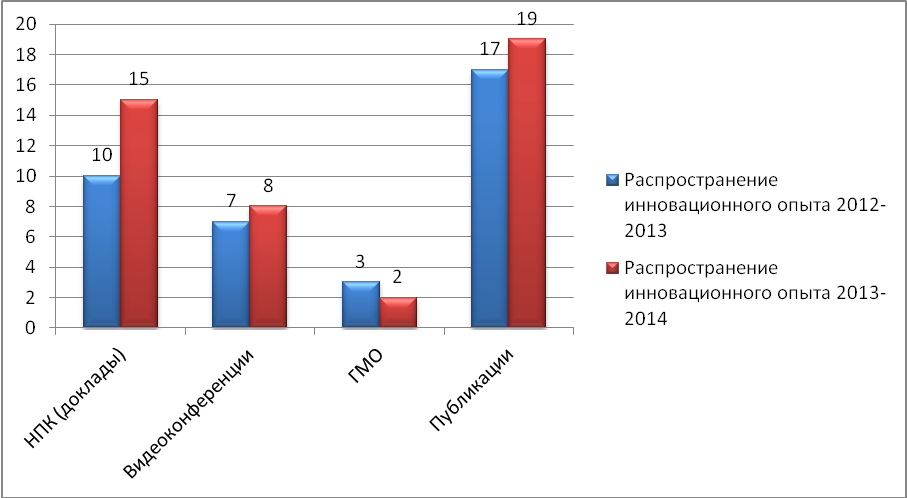 20
18
16
14
12
10
8
6
4
2
0
10
15
7
8
3
2
17
19
НПК (доклады)
Видеоконференции
ГМО
Публикации
Распространение
инновационного опыта 2012-
2013
Распространение
инновационного опыта 2013-
2014